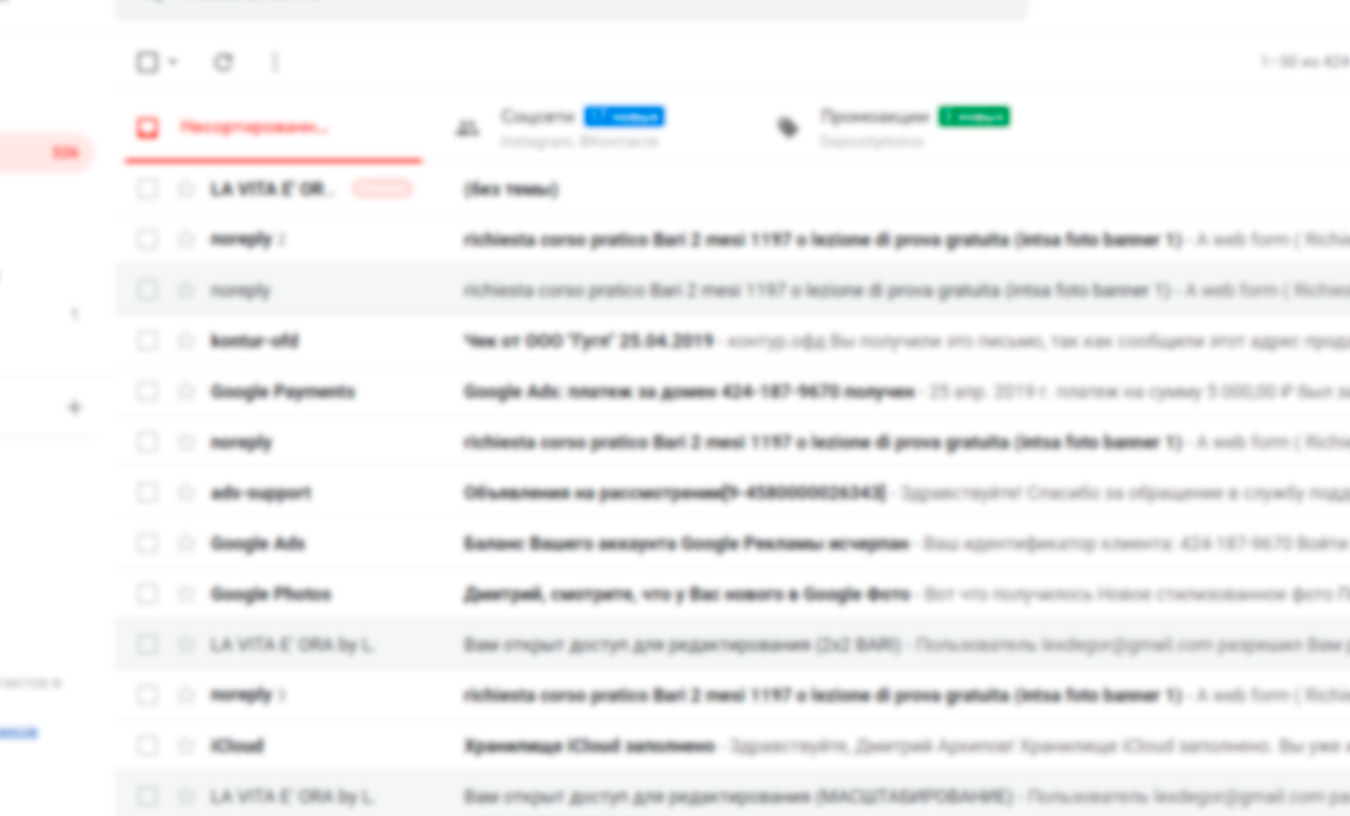 1–50 из 424
Несортирован...
Соцсети
Instagram, ВКонтакте
Промоакции
Depositphotos
326
LA VITA E' OR... (без темы)
noreply 2 richiesta corso pratico Bari 2 mesi 1197 o lezione di prova gratuita (intsa foto banner 1) - A web form ( Richie
noreply richiesta corso pratico Bari 2 mesi 1197 o lezione di prova gratuita (intsa foto banner 1) - A web form ( Richies
1
kontur-ofd Чек от ООО "Гугл" 25.04.2019 - контур.офд Вы получили это письмо, так как сообщили этот адрес прода
Google Payments Google Ads: платеж за домен 424-187-9670 получен - 25 апр. 2019 г. платеж на сумму 5 000,00 ₽ был за
noreply richiesta corso pratico Bari 2 mesi 1197 o lezione di prova gratuita (intsa foto banner 1) - A web form ( Richie
ads-support Объявления на рассмотрении[9-4580000026343] - Здравствуйте! Спасибо за обращение в службу подд
Google Ads Баланс Вашего аккаунта Google Рекламы исчерпан - Ваш идентификатор клиента: 424-187-9670 Войти
Google Photos Дмитрий, смотрите, что у Вас нового в Google Фото - Вот что получилось Новое стилизованное фото П
LA VITA E' ORA by L. Вам открыт доступ для редактирования (2x2 BARI) - Пользователь lexdegor@gmail.com разрешил Вам р
noreply 3 richiesta corso pratico Bari 2 mesi 1197 o lezione di prova gratuita (intsa foto banner 1) - A web form ( Richie
iCloud Хранилище iCloud заполнено - Здравствуйте, Дмитрий Архипов! Хранилище iCloud заполнено. Вы уже и
LA VITA E' ORA by L. Вам открыт доступ для редактирования (МАСШТАБИРОВАНИЕ) - Пользователь lexdegor@gmail.com ра